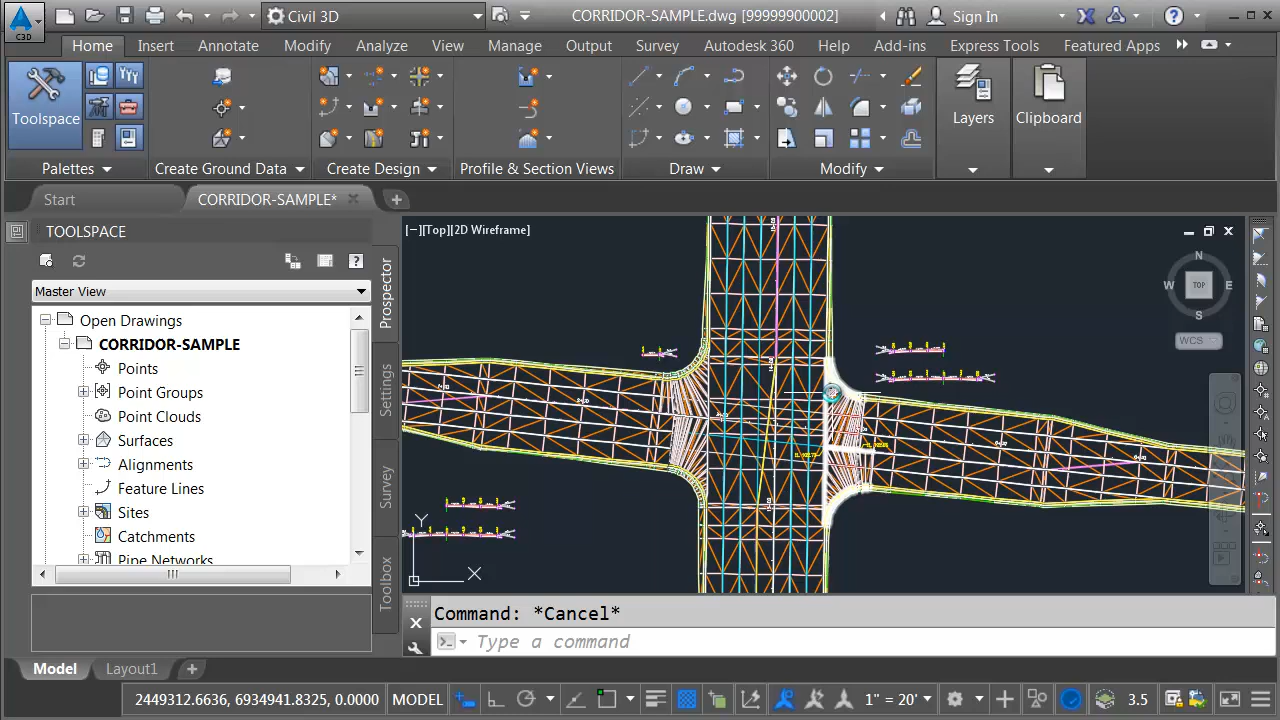 C3D
Civil 3D
CORRIDOR-SAMPLE.dwg [99999900002]
Sign In
Home
Insert
Annotate
Modify
Analyze
View
Manage
Output
Survey
Autodesk 360
Help
Add-ins
Express Tools
Featured Apps
Toolspace
Layers
Clipboard
Palettes
Create Ground Data
Create Design
Profile & Section Views
Draw
Modify
Start
CORRIDOR-SAMPLE*
TOOLSPACE
Master View
Open Drawings
CORRIDOR-SAMPLE
Points
Point Groups
Point Clouds
Surfaces
Alignments
Feature Lines
Sites
Catchments
Pipe Networks
Prospector
Settings
Survey
Toolbox
[−][Top][2D Wireframe]
N
W
TOP
E
S
WCS
Y
X
Command: *Cancel*
Type a command
Model
Layout1
2449312.6636, 6934941.8325, 0.0000
MODEL
1" = 20'
3.5